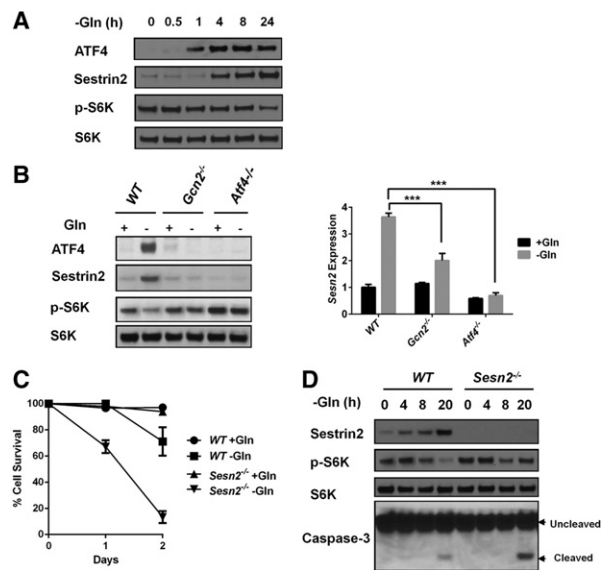 A
-Gln (h) 0 0.5 1 4 8 24
ATF4
Sestrin2
p-S6K
S6K
B
WT Gcn2-/- Atf4-/-
Gln + - + - + -
ATF4
Sestrin2
p-S6K
S6K
Sesn2 Expression
5
4
3
2
1
0
***
***
+Gln
-Gln
WT
Gcn2-/-
Atf4-/-
C
% Cell Survival
100
80
60
40
20
0
0 1 2
Days
WT +Gln
WT -Gln
Sesn2-/- +Gln
Sesn2-/- -Gln
D
WT Sesn2-/-
-Gln (h) 0 4 8 20 0 4 8 20
Sestrin2
p-S6K
S6K
Caspase-3
Uncleaved
Cleaved